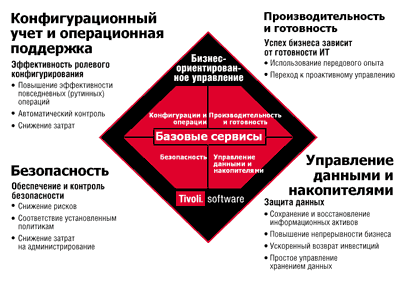 Конфигурационный
учет и операционная
поддержка
Эффективность ролевого
конфигурирования
• Повышение эффективности
повседневных (рутинных)
операций
• Автоматический контроль
• Снижение затрат
Производительность
и готовность
Успех бизнеса зависит
от готовности ИТ
• Использование передового опыта
• Переход к проактивному управлению
Бизнес-
ориентирован-
ное управление
Конфигурации и
операции
Производительность
и готовность
Базовые сервисы
Безопасность
Управление
данными и
накопителями
Tivoli. software
Безопасность
Обеспечение и контроль
безопасности
• Снижение рисков
• Соответствие установленным
политикам
• Снижение затрат
на администрирование
Управление
данными и
накопителями
Защита данных
• Сохранение и восстановление
информационных активов
• Повышение непрерывности бизнеса
• Ускоренный возврат инвестиций
• Простое управление
хранением данных